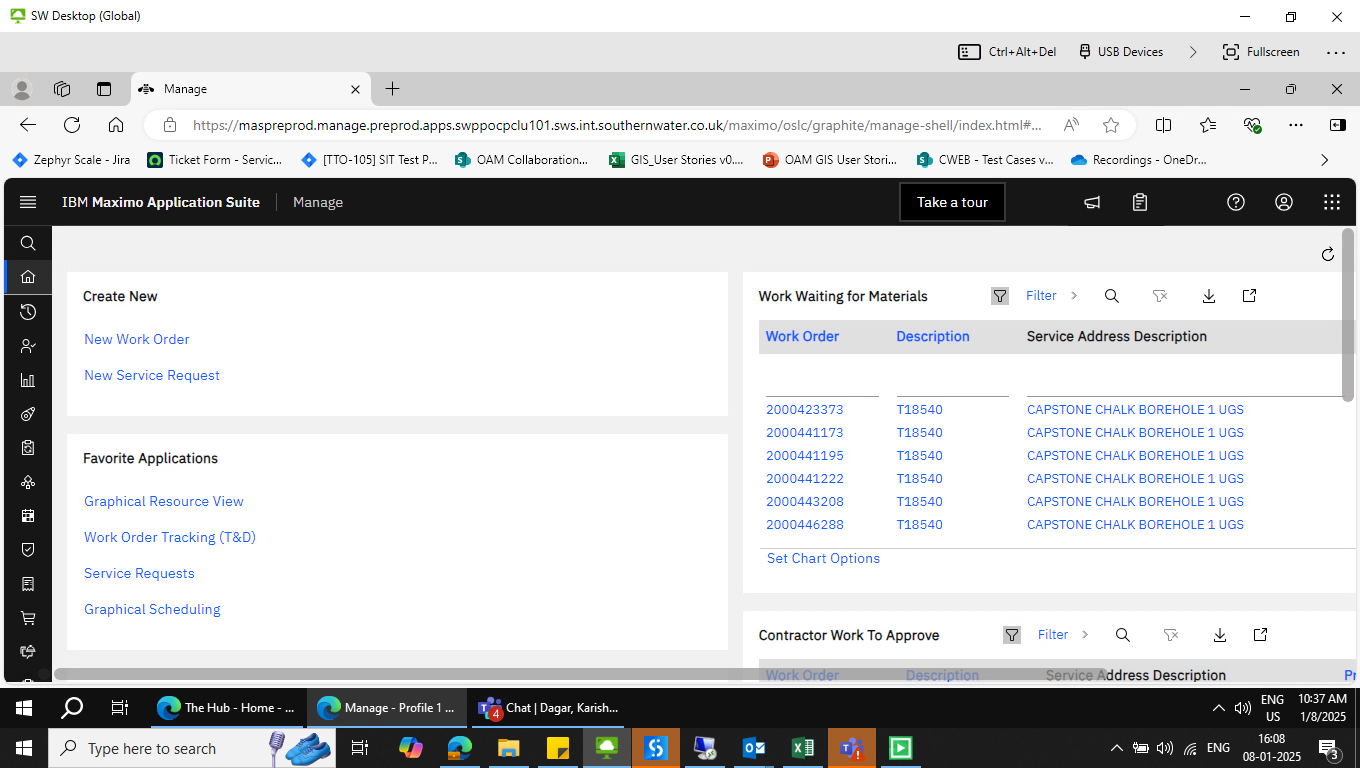 SW Desktop (Global)
Ctrl+Alt+Del USB Devices Fullscreen
Manage
https://maspreprod.manage.preprod.apps.swppocpclu101.sws.int.southernwater.co.uk/maximo/oslc/graphite/manage-shell/index.html#...
Zephyr Scale - Jira Ticket Form - Servic... [TTO-105] SIT Test P... OAM Collaboration... GIS_User Stories v0.... OAM GIS User Stori... CWEB - Test Cases v... Recordings - OneDr...
IBM Maximo Application Suite Manage Take a tour
Create New
New Work Order
New Service Request
Favorite Applications
Graphical Resource View
Work Order Tracking (T&D)
Service Requests
Graphical Scheduling
Work Waiting for Materials Filter
Work Order Description Service Address Description
2000423373 T18540 CAPSTONE CHALK BOREHOLE 1 UGS
2000441173 T18540 CAPSTONE CHALK BOREHOLE 1 UGS
2000441195 T18540 CAPSTONE CHALK BOREHOLE 1 UGS
2000441222 T18540 CAPSTONE CHALK BOREHOLE 1 UGS
2000443208 T18540 CAPSTONE CHALK BOREHOLE 1 UGS
2000446288 T18540 CAPSTONE CHALK BOREHOLE 1 UGS
Set Chart Options
Contractor Work To Approve Filter
Work Order Description Service Address Description Pr
The Hub - Home - ... Manage - Profile 1 ... 4 Chat | Dagar, Karish... ENG US 10:37 AM 1/8/2025
Type here to search ENG 16:08 08-01-2025 3